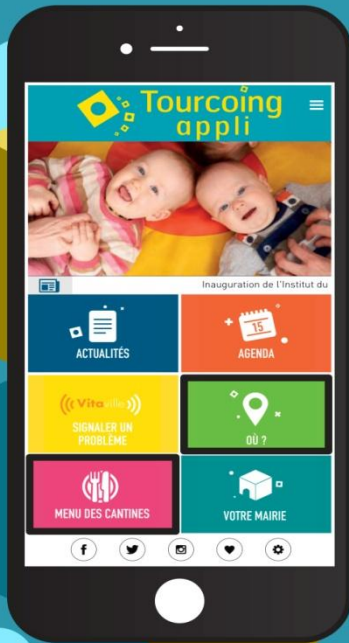 Tourcoing
appli
Inauguration de l'Institut du
ACTUALITÉS
15
AGENDA
((( Vitaville )))
SIGNALER UN
PROBLÈME
OÙ ?
MENU DES CANTINES
VOTRE MAIRIE